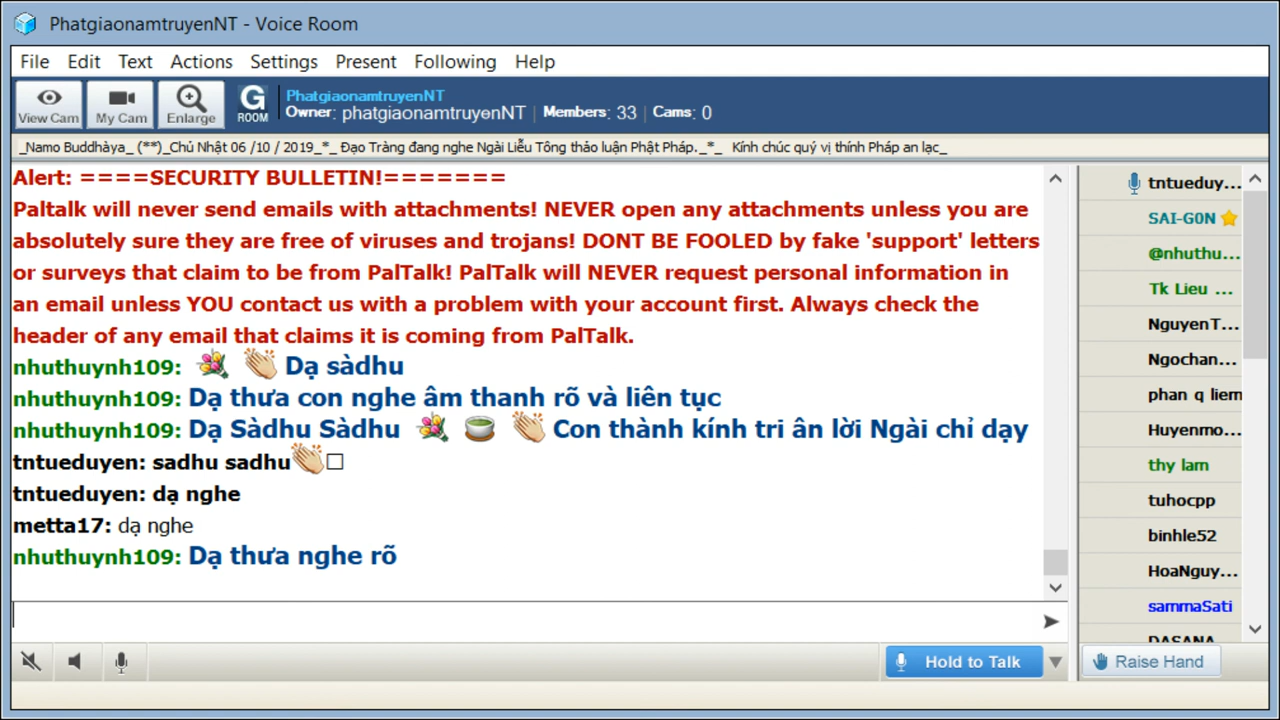 PhatgiaonamtruyenNT - Voice Room
File Edit Text Actions Settings Present Following Help
View Cam My Cam Enlarge G ROOM
PhatgiaonamtruyenNT
Owner: phatgiaonamtruyenNT | Members: 33 | Cams: 0
_Namo Buddhàya_ (**)_Chủ Nhật 06 /10 / 2019_*_ Đạo Tràng đang nghe Ngài Liễu Tông thảo luận Phật Pháp._*_ Kính chúc quý vị thính Pháp an lạc_
Alert: ====SECURITY BULLETIN!=======
Paltalk will never send emails with attachments! NEVER open any attachments unless you are
absolutely sure they are free of viruses and trojans! DONT BE FOOLED by fake 'support' letters
or surveys that claim to be from PalTalk! PalTalk will NEVER request personal information in
an email unless YOU contact us with a problem with your account first. Always check the
header of any email that claims it is coming from PalTalk.
nhuthuynh109: Dạ sàdhu
nhuthuynh109: Dạ thưa con nghe âm thanh rõ và liên tục
nhuthuynh109: Dạ Sàdhu Sàdhu Con thành kính tri ân lời Ngài chỉ dạy
tntueduyen: sadhu sadhu
tntueduyen: dạ nghe
metta17: dạ nghe
nhuthuynh109: Dạ thưa nghe rõ
tntueduy...
SAI-G0N
@nhuthu...
Tk Lieu ...
NguyenT...
Ngochan...
phan q liem
Huyenmo...
thy lam
tuhocpp
binhle52
HoaNguy...
sammaSati
DASANA
Hold to Talk
Raise Hand